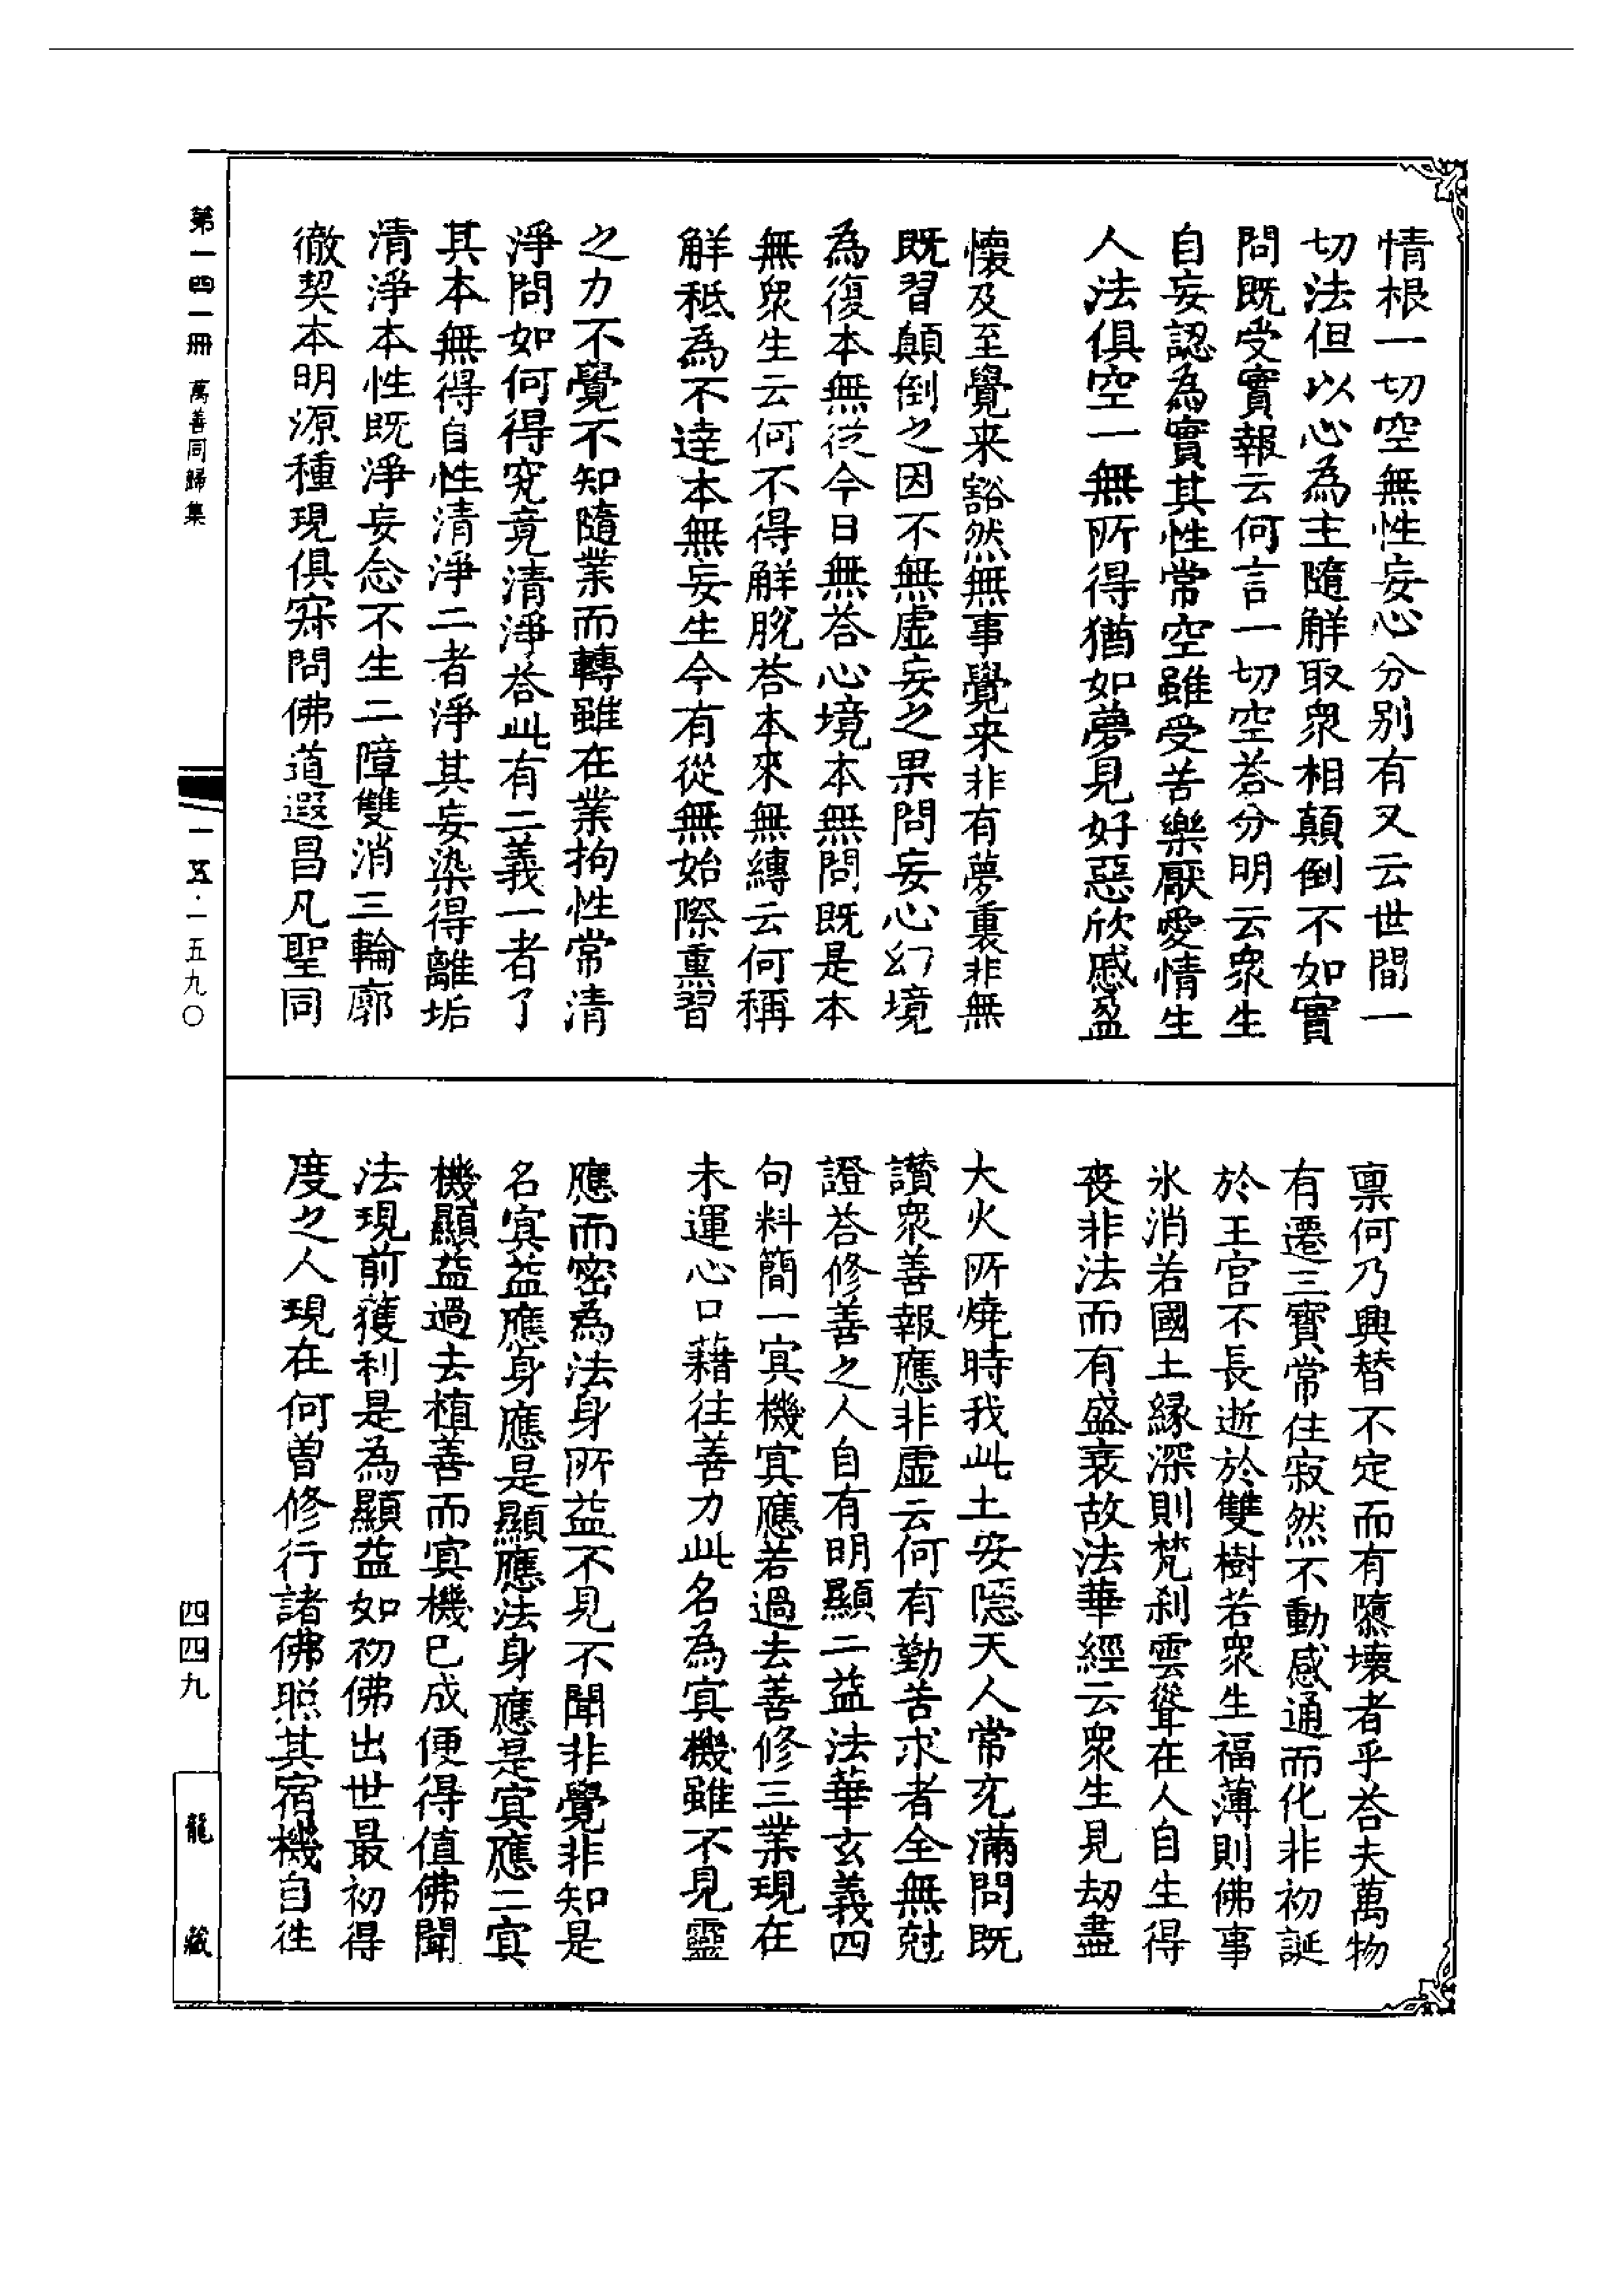 情根一切空無性妄心分別有又云世間一
切法但以心為主隨解取衆相顛倒不如實
問既受實報云何言一切空荅分明云衆生
自妄認為實其性常空雖受苦樂厭愛情生
人法俱空一無所得猶如夢見好惡欣慼盈
懷及至覺来豁然無事覺来非有夢裏非無
既習顛倒之因不無虛妄之果問妄心幻境
為復本無從今日無荅心境本無問既是本
無衆生云何不得解脫荅本來無縛云何稱
解秪為不達本無妄生今有從無始際熏習
之力不覺不知隨業而轉雖在業拘性常清
淨問如何得究竟清淨荅此有二義一者了
其本無得自性清淨二者淨其妄染得離垢
清淨本性既淨妄念不生二障雙消三輪廓
徹契本明源種現俱寂問佛道遐昌凡聖同
禀何乃興替不定而有隳壞者乎荅夫萬物
有遷三寶常住寂然不動感通而化非初誕
於王宫不長逝於雙樹若衆生福薄則佛事
氷消若國土緣深則梵刹雲聳在人自生得
喪非法而有盛衰故法華經云衆生見劫盡
大火所燒時我此土安隱天人常充滿問既
讚衆善報應非虛云何有勤苦求者全無尅
證荅修善之人自有明顯二益法華玄義四
句料簡一冥機冥應若過去善修三業現在
未運心口藉往善力此名為冥機雖不見靈
應而密為法身所益不見不聞非覺非知是
名冥益應身應是顯應法身應是冥應二冥
機顯益過去植善而冥機已成便得值佛聞
法現前獲利是為顯益如初佛出世最初得
度之人現在何曾修行諸佛照其宿機自往
第一四一冊 萬善同歸集
一五·一五九〇
四四九
龍藏